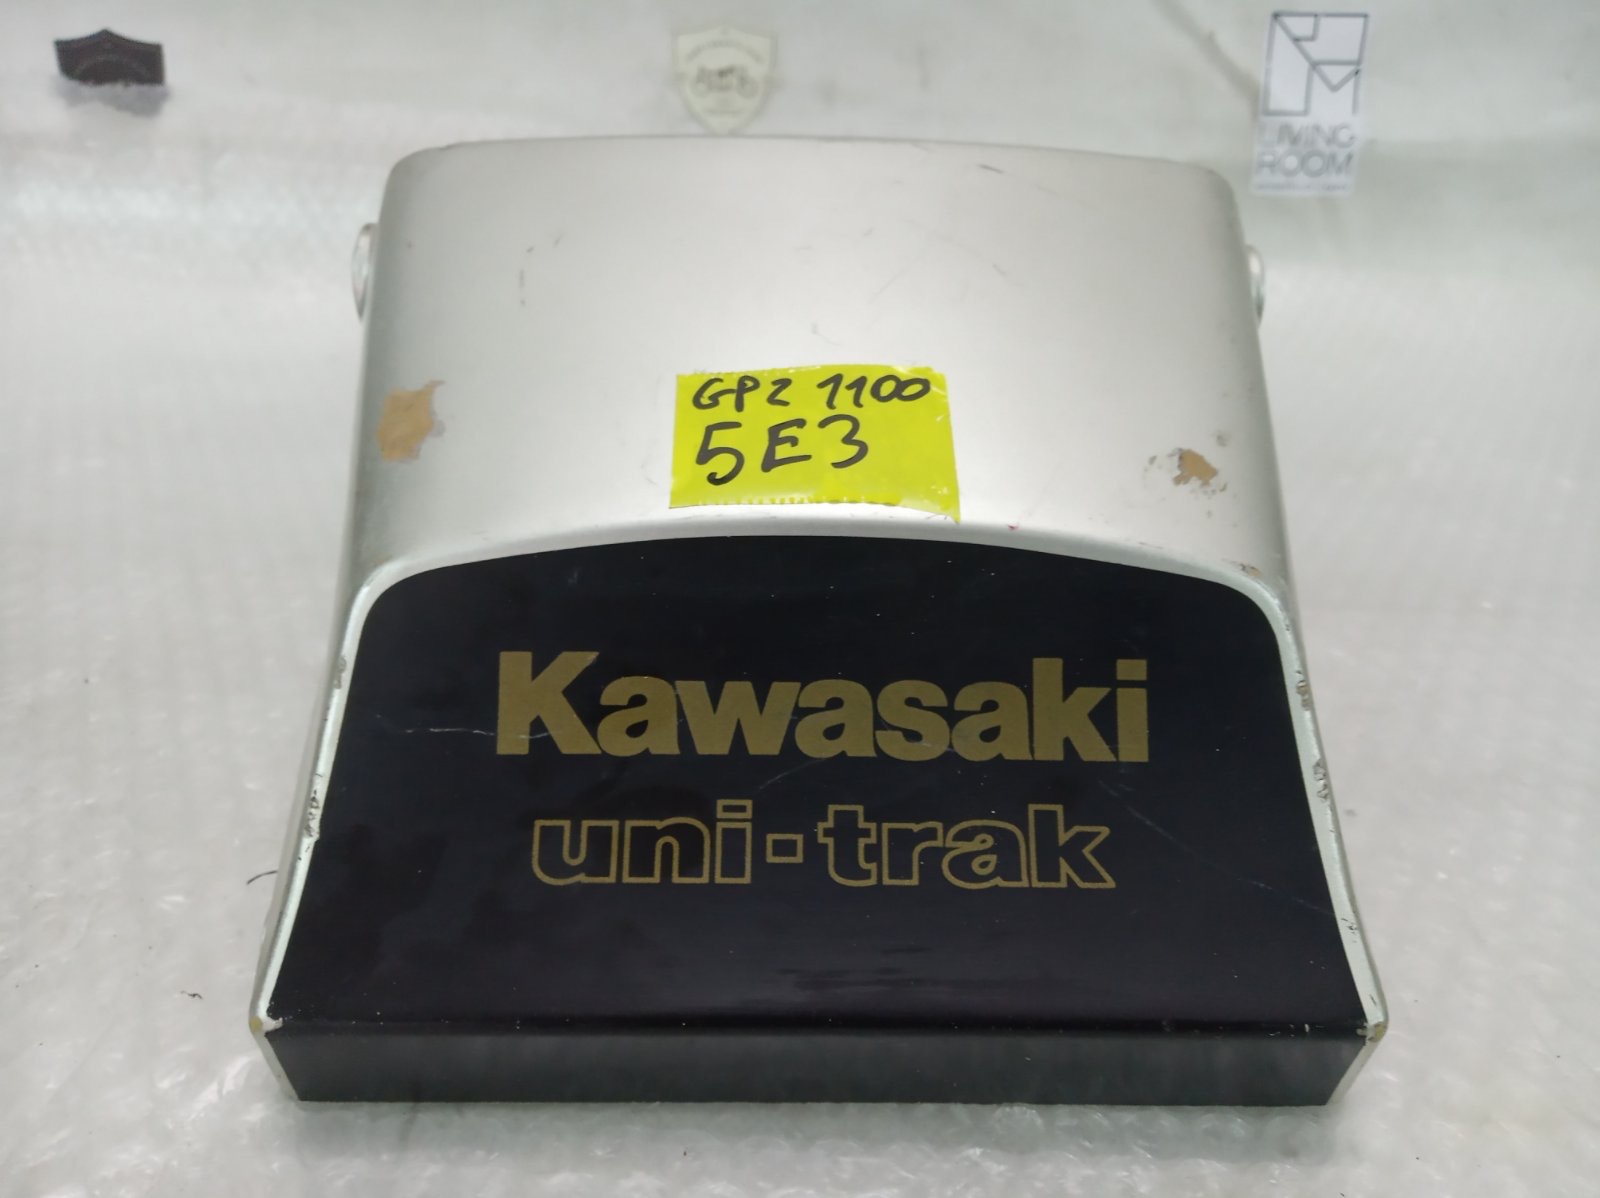 LIVING
ROOM
GPZ 1100
5E3
Kawasaki
uni-trak